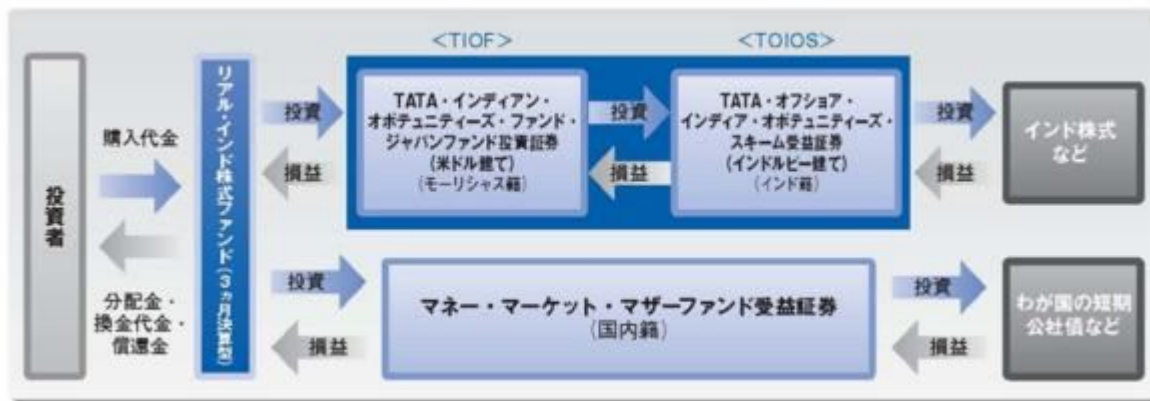 <TIOF>
<TOIOS>
投資者
購入代金
分配金・
換金代金・
償還金
リアル・インド株式ファンド(3ヵ月決算型)
投資
損益
TATA・インディアン・
オポテュニティーズ・ファンド・
ジャパンファンド投資証券
(米ドル建て)
(モーリシャス籍)
投資
損益
TATA・オフショア・
インディア・オポテュニティーズ・
スキーム受益証券
(インドルピー建て)
(インド籍)
投資
損益
インド株式
など
投資
損益
マネー・マーケット・マザーファンド受益証券
(国内籍)
投資
損益
わが国の短期
公社債など